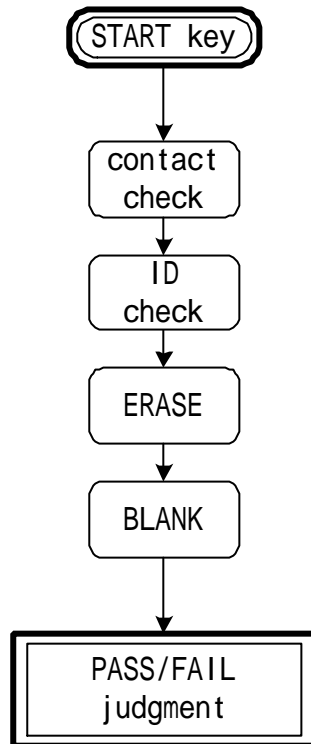 START key
contact
check
ID
check
ERASE
BLANK
PASS/FAIL
judgment